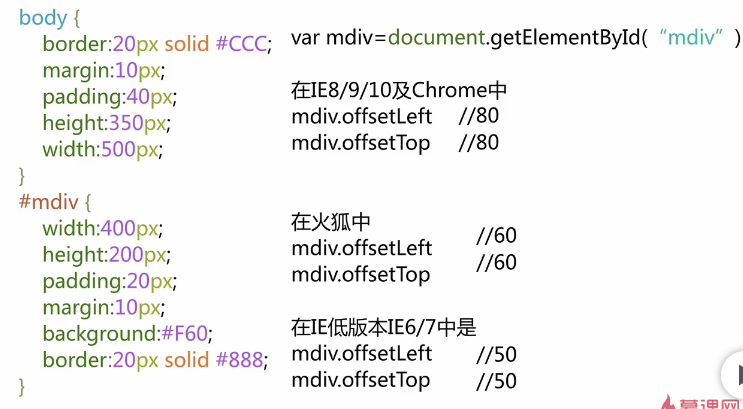 body {
border:20px solid #CCC;
margin:10px;
padding:40px;
height:350px;
width:500px;
}
#mdiv {
width:400px;
height:200px;
padding:20px;
margin:10px;
background:#F60;
border:20px solid #888;
}
var mdiv=document.getElementById(“mdiv”)
在IE8/9/10及Chrome中
mdiv.offsetLeft //80
mdiv.offsetTop //80
在火狐中
mdiv.offsetLeft //60
mdiv.offsetTop //60
在IE低版本IE6/7中是
mdiv.offsetLeft //50
mdiv.offsetTop //50
慕课网